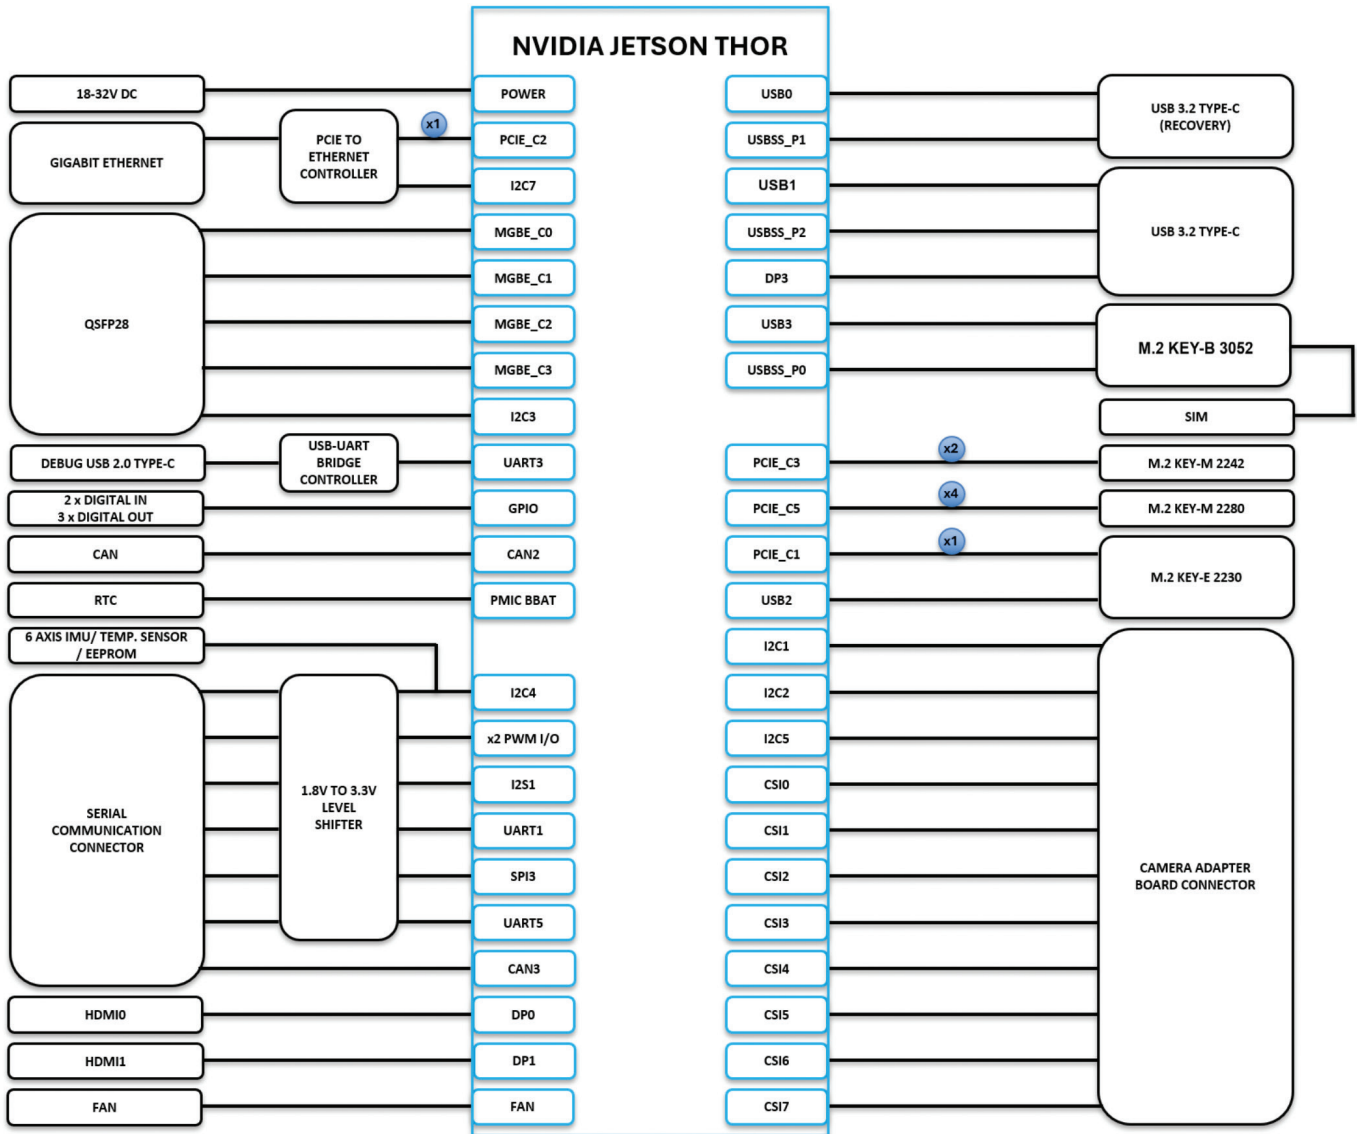 NVIDIA JETSON THOR
18-32V DC
POWER
USB0
USB 3.2 TYPE-C
(RECOVERY)
GIGABIT ETHERNET
PCIE TO
ETHERNET
CONTROLLER
x1
PCIE_C2
USBSS_P1
I2C7
USB1
USB 3.2 TYPE-C
MGBE_C0
USBSS_P2
MGBE_C1
DP3
QSFP28
MGBE_C2
USB3
M.2 KEY-B 3052
MGBE_C3
USBSS_P0
I2C3
SIM
DEBUG USB 2.0 TYPE-C
USB-UART
BRIDGE
CONTROLLER
UART3
PCIE_C3
x2
M.2 KEY-M 2242
2 x DIGITAL IN
3 x DIGITAL OUT
GPIO
PCIE_C5
x4
M.2 KEY-M 2280
CAN
CAN2
PCIE_C1
x1
M.2 KEY-E 2230
RTC
PMIC BBAT
USB2
6 AXIS IMU/ TEMP. SENSOR
/ EEPROM
I2C1
I2C4
I2C2
x2 PWM I/O
I2C5
SERIAL
COMMUNICATION
CONNECTOR
1.8V TO 3.3V
LEVEL
SHIFTER
I2S1
CSI0
UART1
CSI1
SPI3
CSI2
CAMERA ADAPTER
BOARD CONNECTOR
UART5
CSI3
CAN3
CSI4
HDMI0
DP0
CSI5
HDMI1
DP1
CSI6
FAN
FAN
CSI7